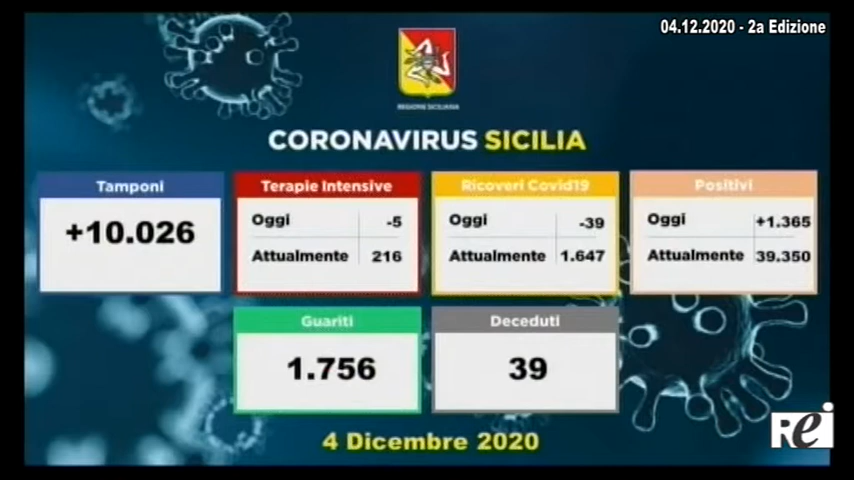 04.12.2020 - 2a Edizione
REGIONE SICILIANA
CORONAVIRUS SICILIA
Tamponi
+10.026
Terapie Intensive
Oggi -5
Attualmente 216
Ricoveri Covid19
Oggi -39
Attualmente 1.647
Positivi
Oggi +1.365
Attualmente 39.350
Guariti
1.756
Deceduti
39
4 Dicembre 2020
REi